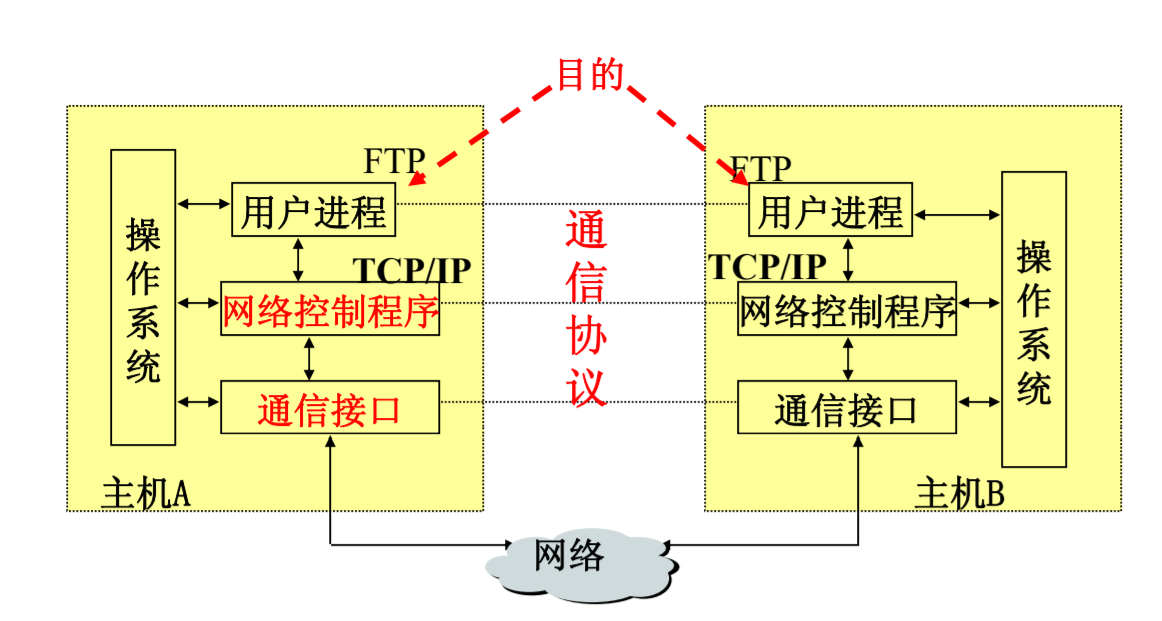 目的
FTP
用户进程
TCP/IP
网络控制程序
通信接口
操作系统
主机A
通信协议
FTP
用户进程
TCP/IP
网络控制程序
通信接口
操作系统
主机B
网络